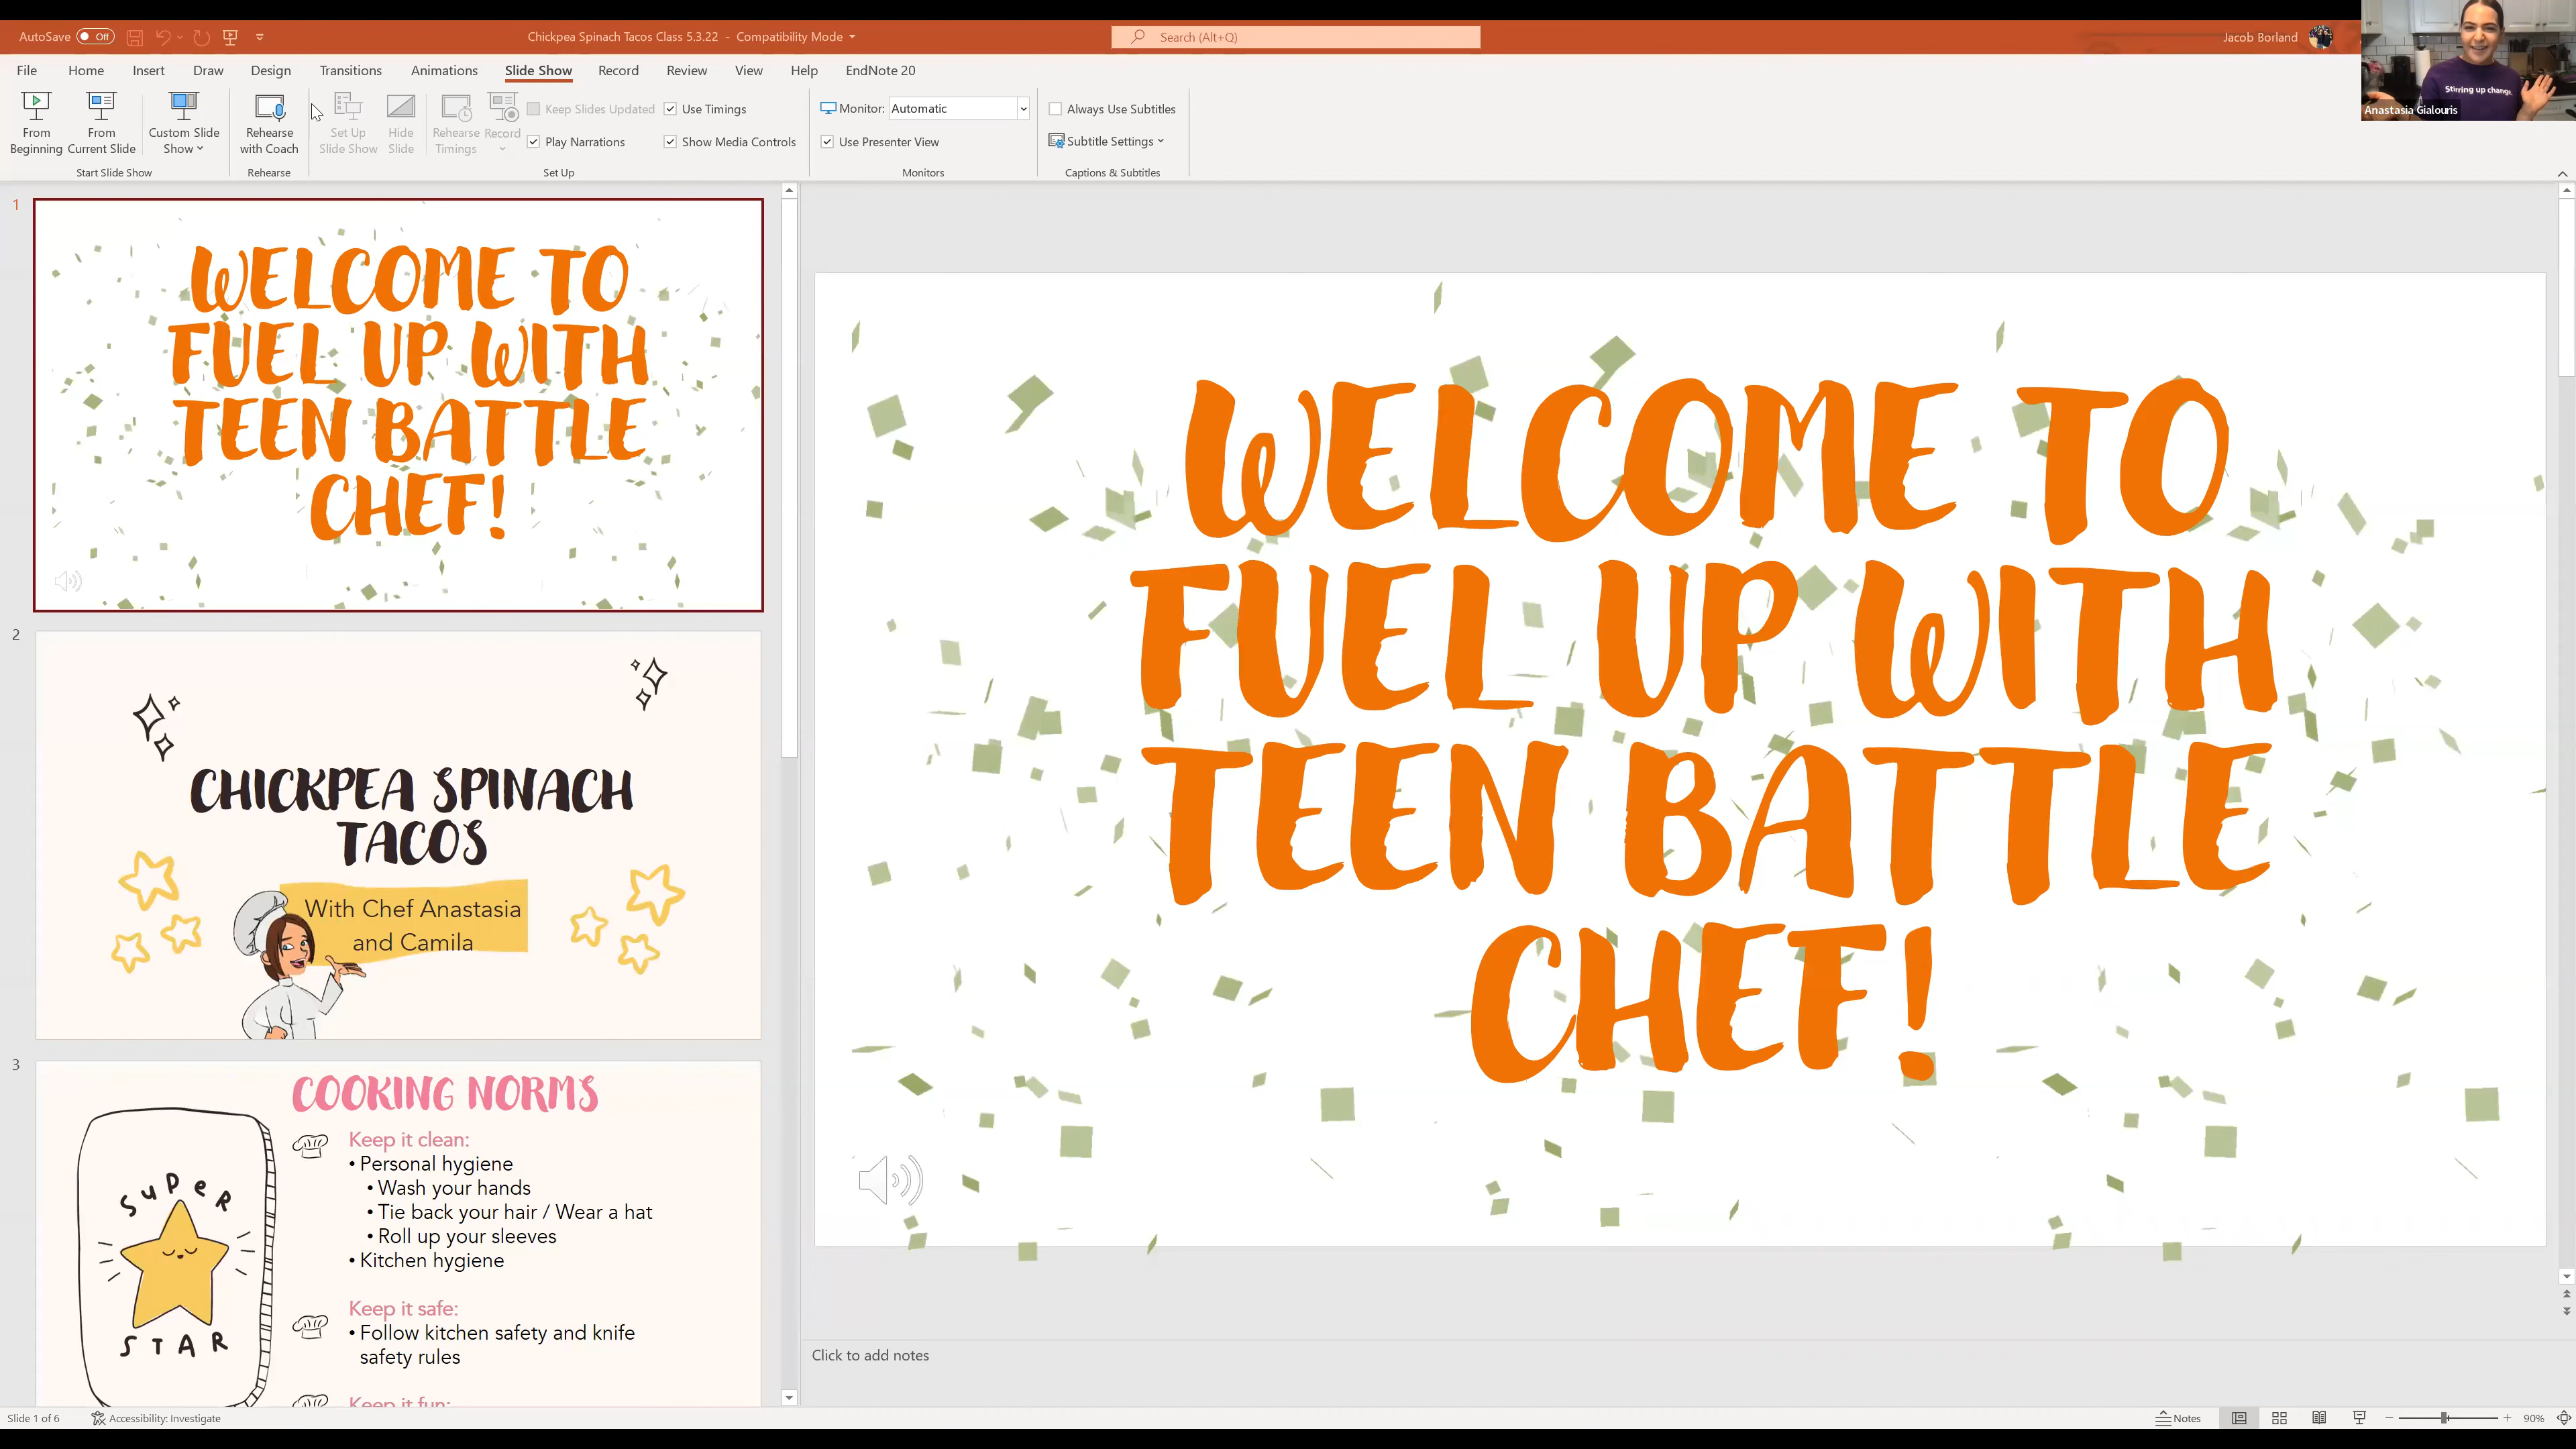 AutoSave Off
Chickpea Spinach Tacos Class 5.3.22 - Compatibility Mode
Search (Alt+Q)
Jacob Borland
File Home Insert Draw Design Transitions Animations Slide Show Record Review View Help EndNote 20
From Beginning
From Current Slide
Custom Slide Show
Start Slide Show
Rehearse with Coach
Rehearse
Set Up Slide Show
Hide Slide
Rehearse Timings
Record
Keep Slides Updated
Play Narrations
Use Timings
Show Media Controls
Set Up
Monitor: Automatic
Use Presenter View
Monitors
Always Use Subtitles
Subtitle Settings
Captions & Subtitles
Stirring up change.
Anastasia Gialouris
1
WELCOME TO
FUEL UP WITH
TEEN BATTLE
CHEF!
2
CHICKPEA SPINACH
TACOS
With Chef Anastasia
and Camila
3
COOKING NORMS
SUPER
STAR
Keep it clean:
• Personal hygiene
• Wash your hands
• Tie back your hair / Wear a hat
• Roll up your sleeves
• Kitchen hygiene
Keep it safe:
• Follow kitchen safety and knife
safety rules
Keep it fun:
WELCOME TO
FUEL UP WITH
TEEN BATTLE
CHEF!
Click to add notes
Slide 1 of 6
Accessibility: Investigate
Notes
90%